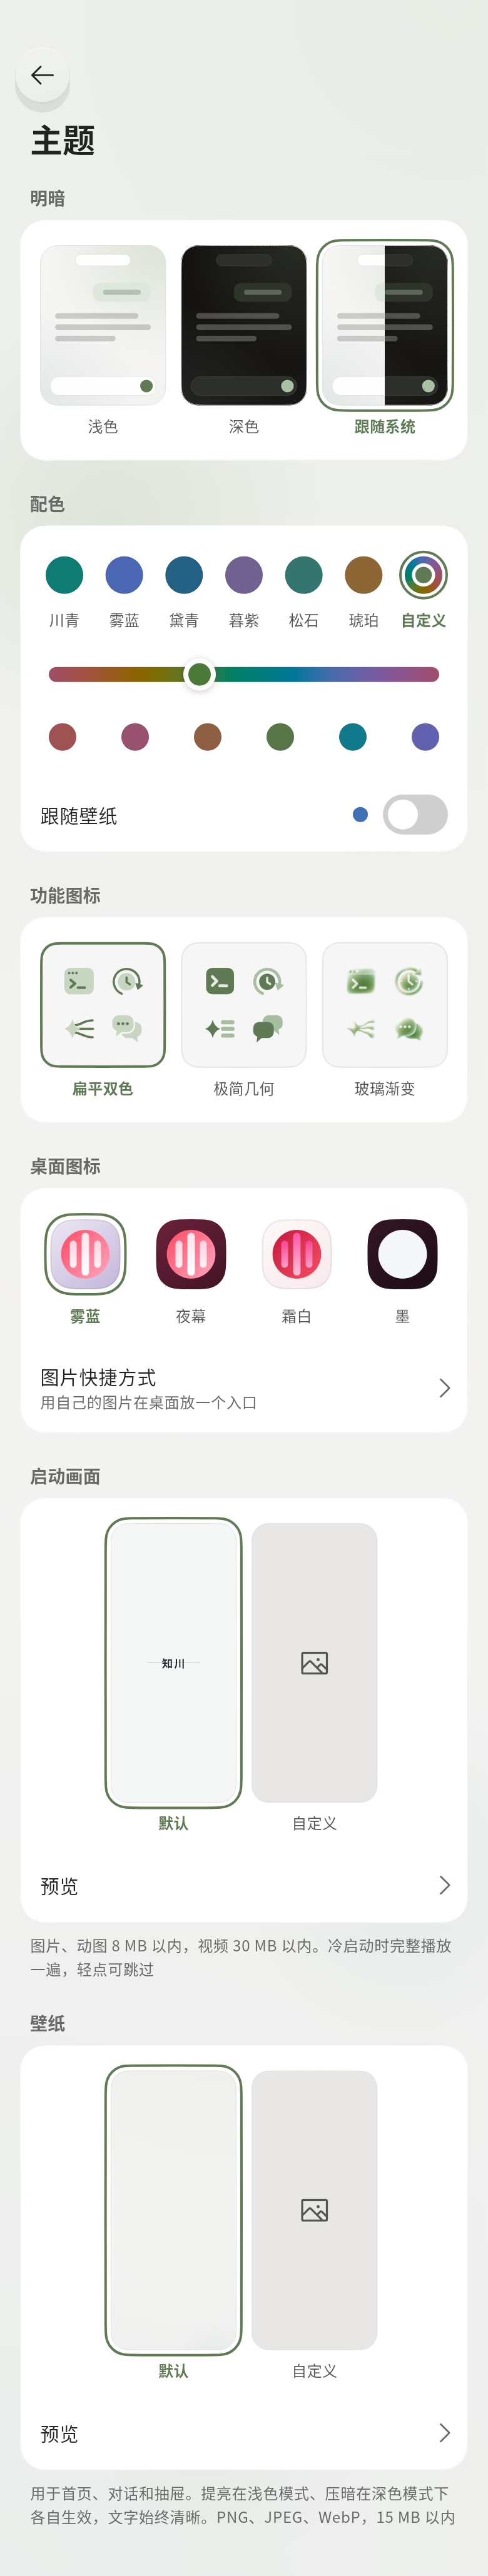 主题
明暗
浅色
深色
跟随系统
配色
川青
雾蓝
黛青
暮紫
松石
琥珀
自定义
跟随壁纸
功能图标
扁平双色
极简几何
玻璃渐变
桌面图标
雾蓝
夜幕
霜白
墨
图片快捷方式
用自己的图片在桌面放一个入口
启动画面
知川
默认
自定义
预览
图片、动图 8 MB 以内，视频 30 MB 以内。冷启动时完整播放
一遍，轻点可跳过
壁纸
默认
自定义
预览
用于首页、对话和抽屉。提亮在浅色模式、压暗在深色模式下
各自生效，文字始终清晰。PNG、JPEG、WebP，15 MB 以内